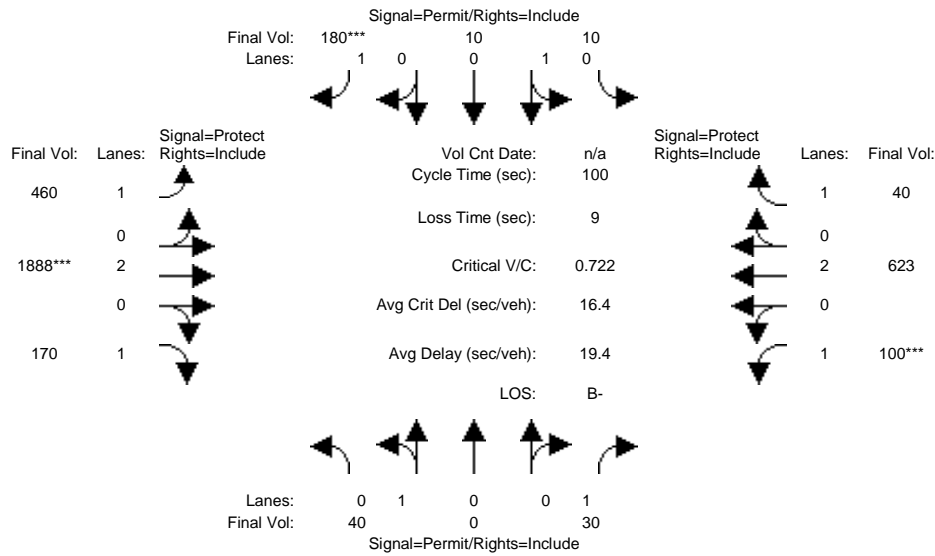 Signal=Permit/Rights=Include
Final Vol: 180*** 10 10
Lanes: 1 0 0 1 0
Signal=Protect
Final Vol: Lanes: Rights=Include
Vol Cnt Date: n/a
Signal=Protect
Rights=Include Lanes: Final Vol:
Cycle Time (sec): 100
460 1
1 40
Loss Time (sec): 9
0
0
1888*** 2
Critical V/C: 0.722
2 623
0
Avg Crit Del (sec/veh): 16.4
0
170 1
Avg Delay (sec/veh): 19.4
1 100***
LOS: B-
Lanes: 0 1 0 0 1
Final Vol: 40 0 30
Signal=Permit/Rights=Include